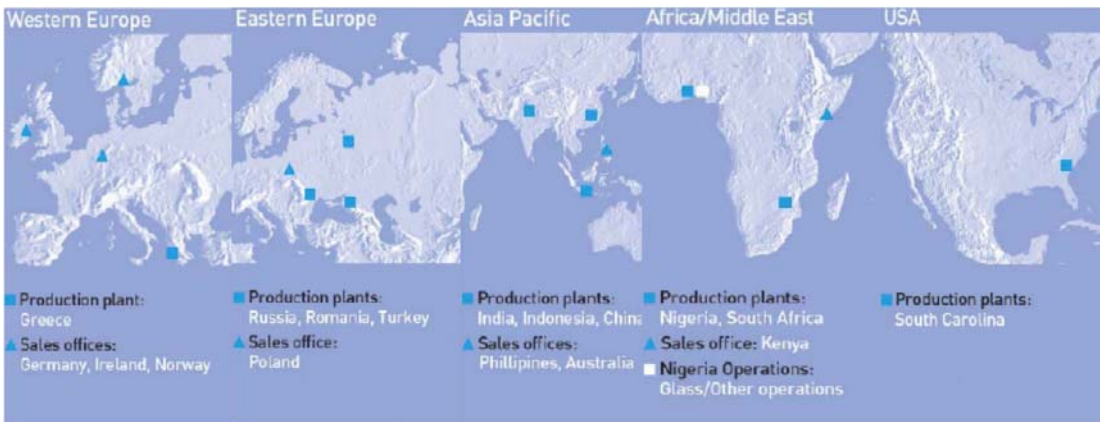 Western Europe
Eastern Europe
Asia Pacific
Africa/Middle East
USA
Production plant:
Greece
Sales offices:
Germany, Ireland, Norway
Production plants:
Russia, Romania, Turkey
Sales office:
Poland
Production plants:
India, Indonesia, China
Sales offices:
Phillipines, Australia
Production plants:
Nigeria, South Africa
Sales office: Kenya
Nigeria Operations:
Glass/Other operations
Production plants:
South Carolina